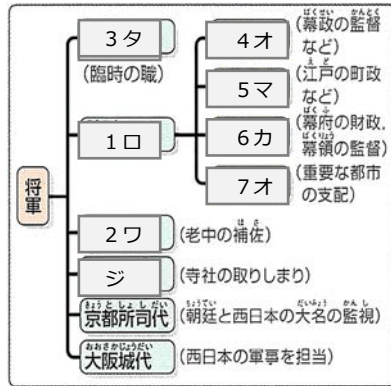 将軍
3タ
(臨時の職)
1ロ
4オ
(幕政の監督
など)
5マ
(江戸の町政
など)
6カ
(幕府の財政,
幕領の監督)
7オ
(重要な都市
の支配)
2ワ
(老中の補佐)
ジ
(寺社の取りしまり)
京都所司代
(朝廷と西日本の大名の監視)
大阪城代
(西日本の軍事を担当)